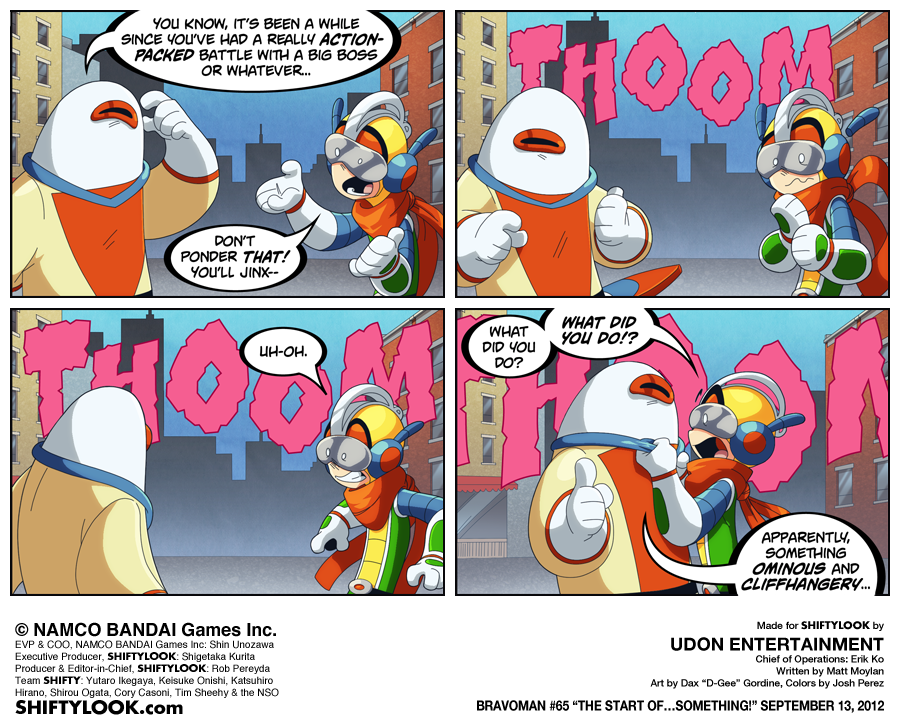 YOU KNOW, IT'S BEEN A WHILE
SINCE YOU'VE HAD A REALLY ACTION-
PACKED BATTLE WITH A BIG BOSS
OR WHATEVER...
DON'T
PONDER THAT!
YOU'LL JINX--
THOOM
THOOM
UH-OH.
THOOM
WHAT
DID YOU
DO?
WHAT DID
YOU DO!?
APPARENTLY,
SOMETHING
OMINOUS AND
CLIFFHANGERY...
© NAMCO BANDAI Games Inc.
EVP & COO, NAMCO BANDAI Games Inc: Shin Unozawa
Executive Producer, SHIFTYLOOK: Shigetaka Kurita
Producer & Editor-in-Chief, SHIFTYLOOK: Rob Pereyda
Team SHIFTY: Yutaro Ikegaya, Keisuke Onishi, Katsuhiro
Hirano, Shirou Ogata, Cory Casoni, Tim Sheehy & the NSO
SHIFTYLOOK.com
Made for SHIFTYLOOK by
UDON ENTERTAINMENT
Chief of Operations: Erik Ko
Written by Matt Moylan
Art by Dax “D-Gee” Gordine, Colors by Josh Perez
BRAVOMAN #65 “THE START OF...SOMETHING!” SEPTEMBER 13, 2012